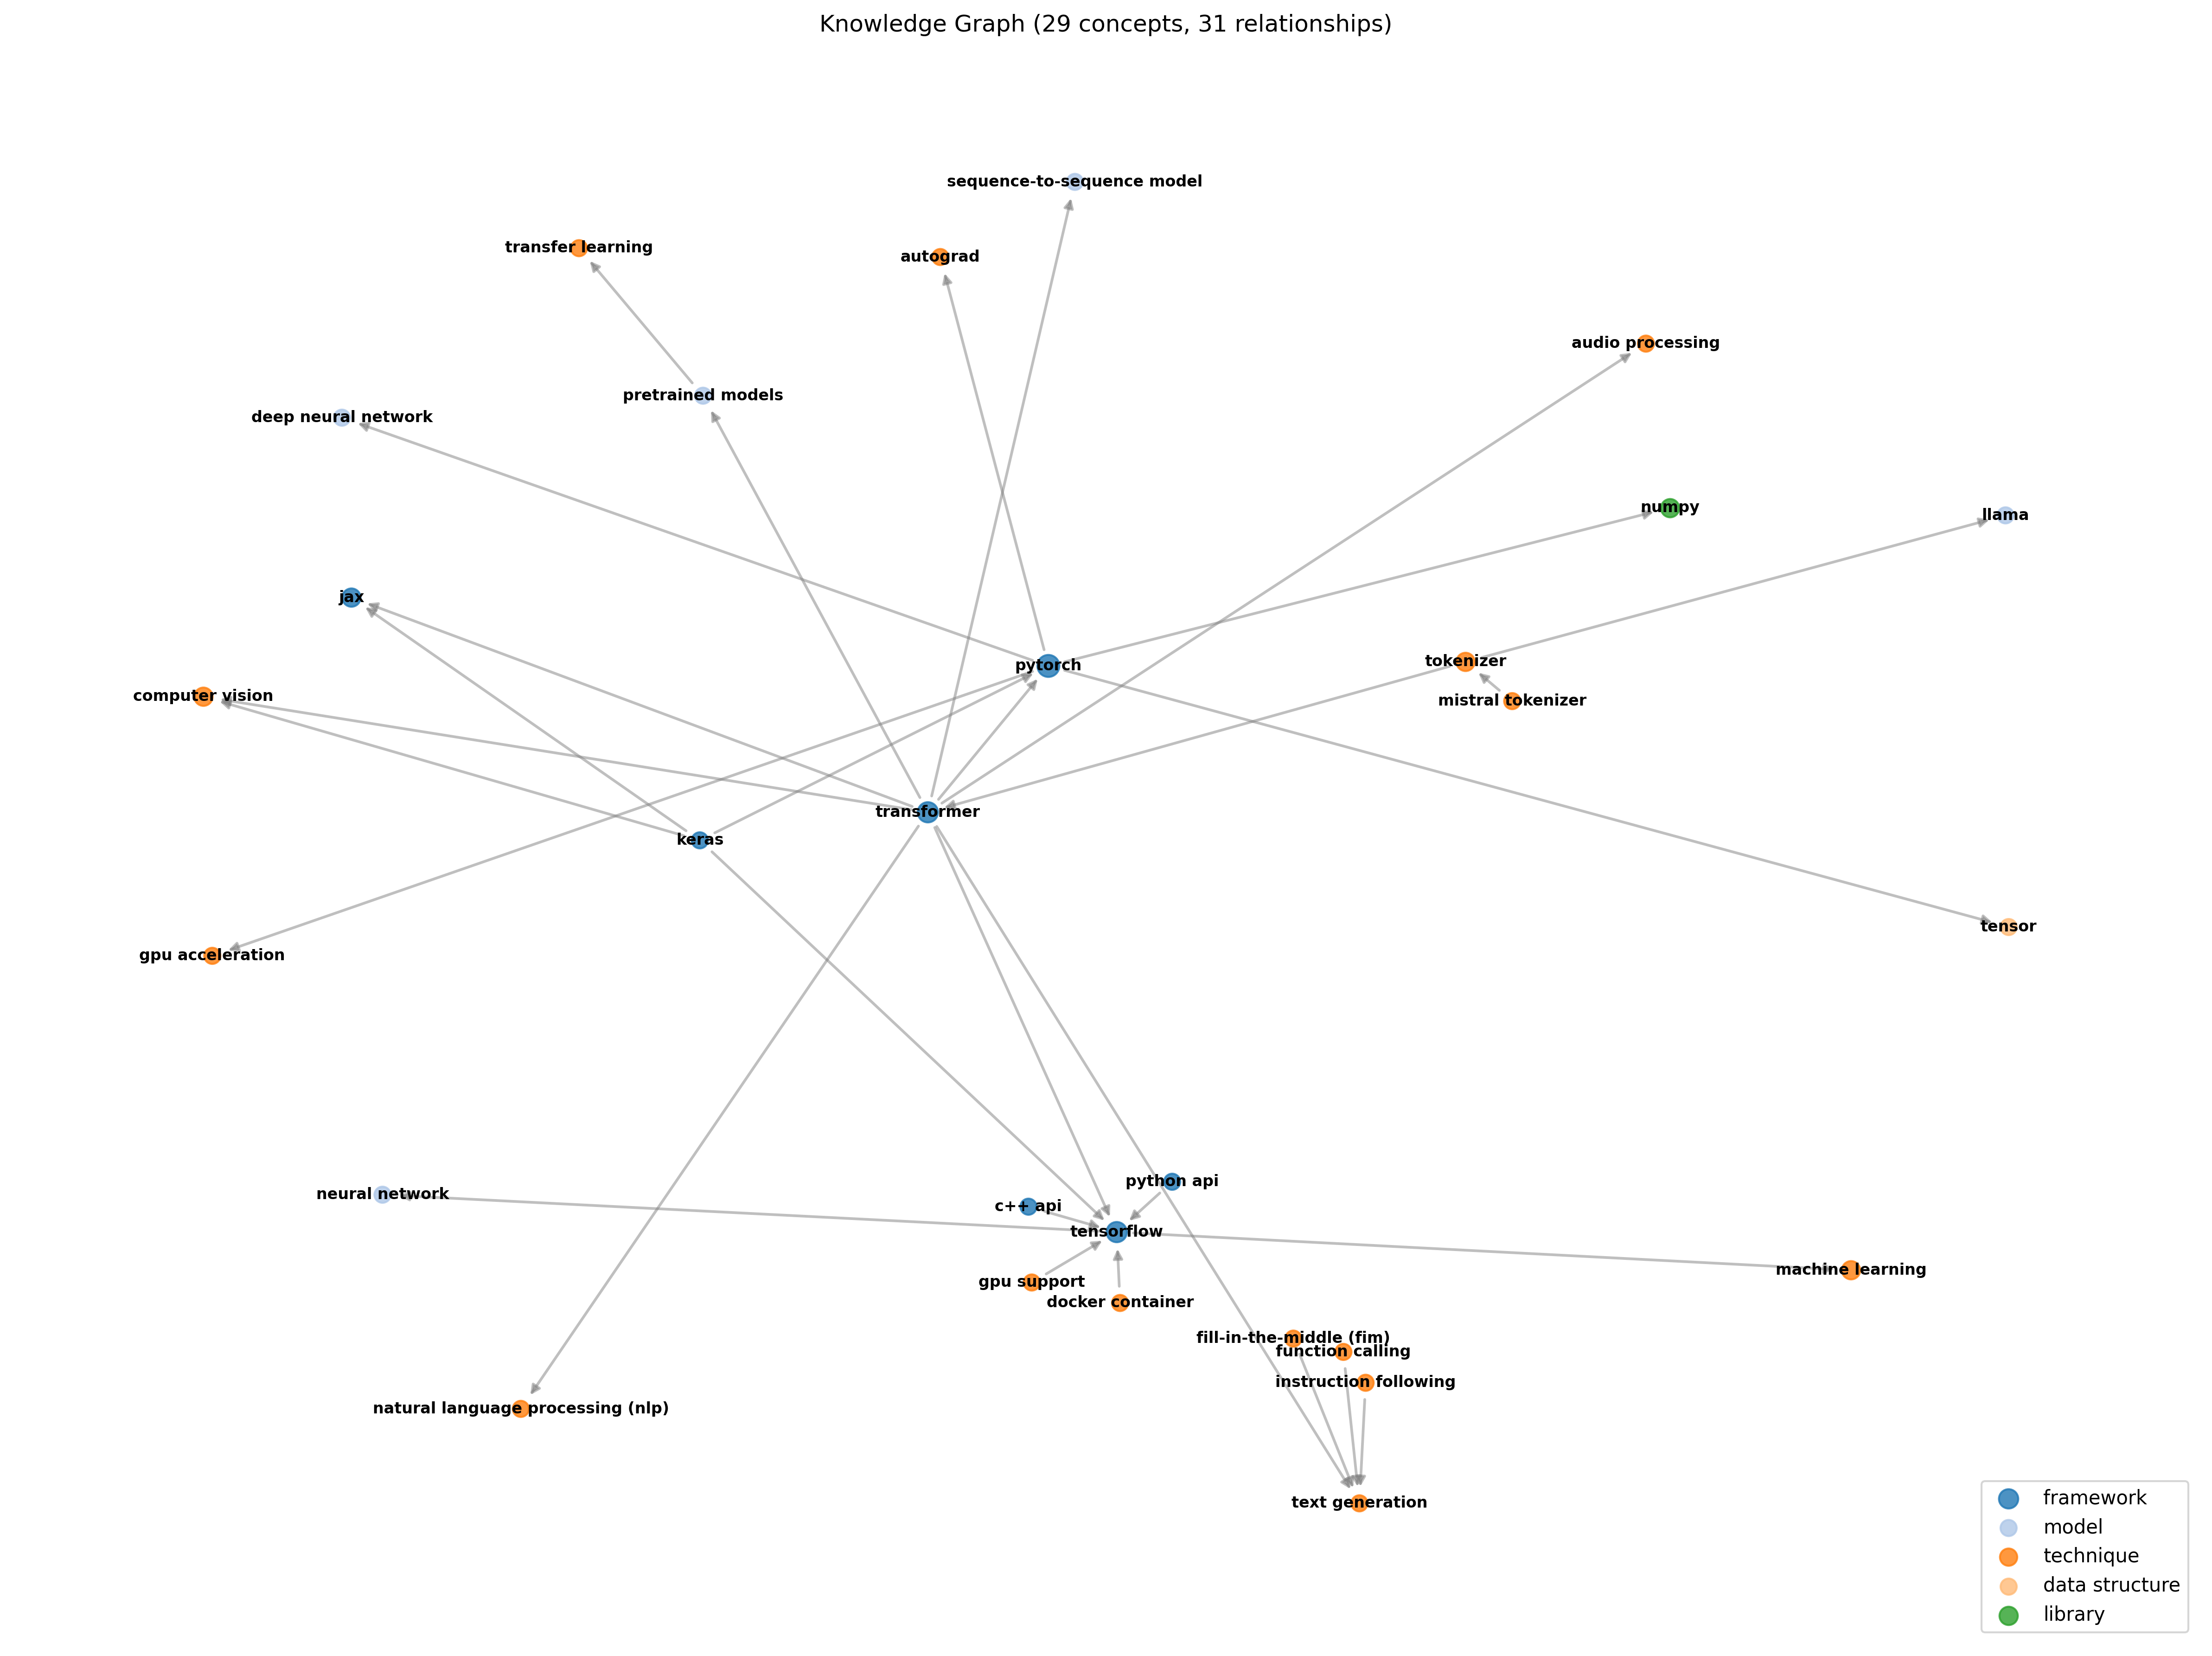 Knowledge Graph (29 concepts, 31 relationships)
sequence-to-sequence model
transfer learning
autograd
audio processing
pretrained models
deep neural network
numpy
llama
jax
pytorch
tokenizer
computer vision
mistral tokenizer
transformer
keras
tensor
gpu acceleration
python api
neural network
c++ api
tensorflow
machine learning
gpu support
docker container
fill-in-the-middle (fim)
function calling
instruction following
natural language processing (nlp)
text generation
framework
model
technique
data structure
library